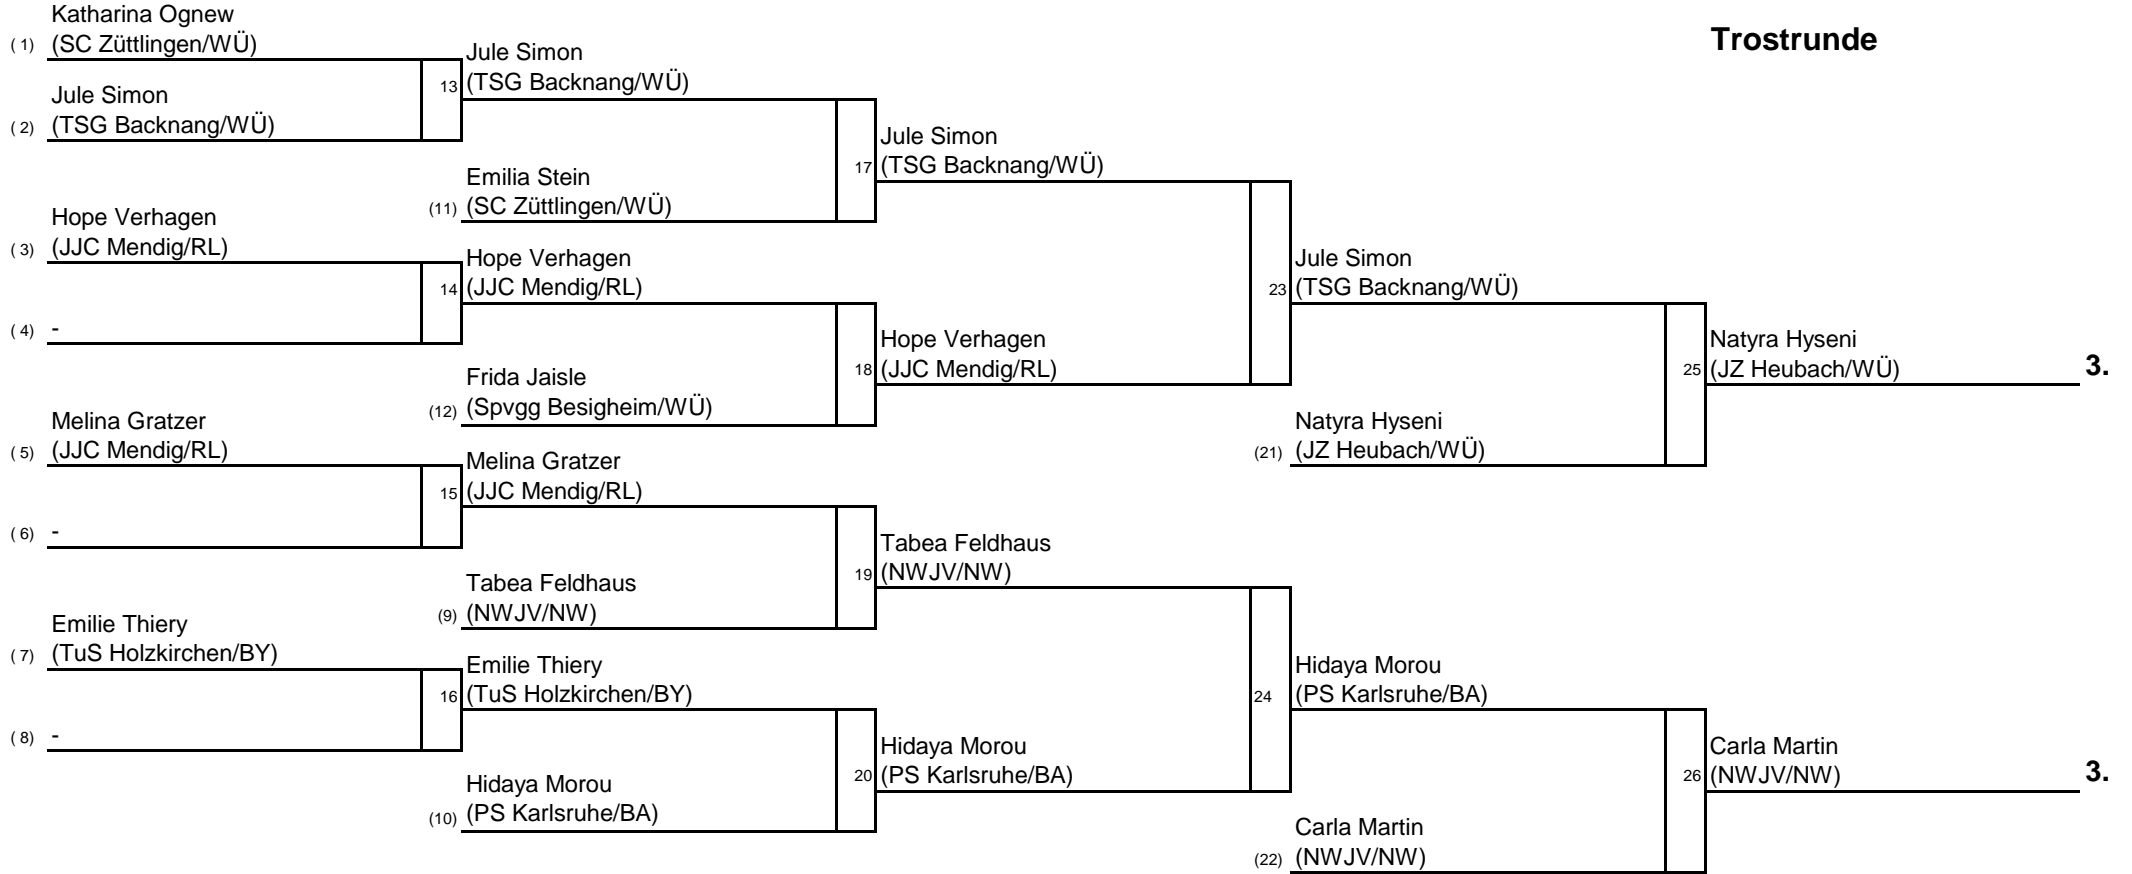 Trostrunde
Katharina Ognew
( 1) (SC Züttlingen/WÜ)
Jule Simon
( 2) (TSG Backnang/WÜ)
Hope Verhagen
( 3) (JJC Mendig/RL)
( 4) -
Melina Gratzer
( 5) (JJC Mendig/RL)
( 6) -
Emilie Thiery
( 7) (TuS Holzkirchen/BY)
( 8) -
Jule Simon
13 (TSG Backnang/WÜ)
Emilia Stein
(11) (SC Züttlingen/WÜ)
Hope Verhagen
14 (JJC Mendig/RL)
Frida Jaisle
(12) (Spvgg Besigheim/WÜ)
Melina Gratzer
15 (JJC Mendig/RL)
Tabea Feldhaus
(9) (NWJV/NW)
Emilie Thiery
16 (TuS Holzkirchen/BY)
Hidaya Morou
(10) (PS Karlsruhe/BA)
Jule Simon
17 (TSG Backnang/WÜ)
Hope Verhagen
18 (JJC Mendig/RL)
Tabea Feldhaus
19 (NWJV/NW)
Hidaya Morou
20 (PS Karlsruhe/BA)
Jule Simon
23 (TSG Backnang/WÜ)
Natyra Hyseni
(21) (JZ Heubach/WÜ)
Hidaya Morou
24 (PS Karlsruhe/BA)
Carla Martin
(22) (NWJV/NW)
Natyra Hyseni
25 (JZ Heubach/WÜ) 3.
Carla Martin
26 (NWJV/NW) 3.